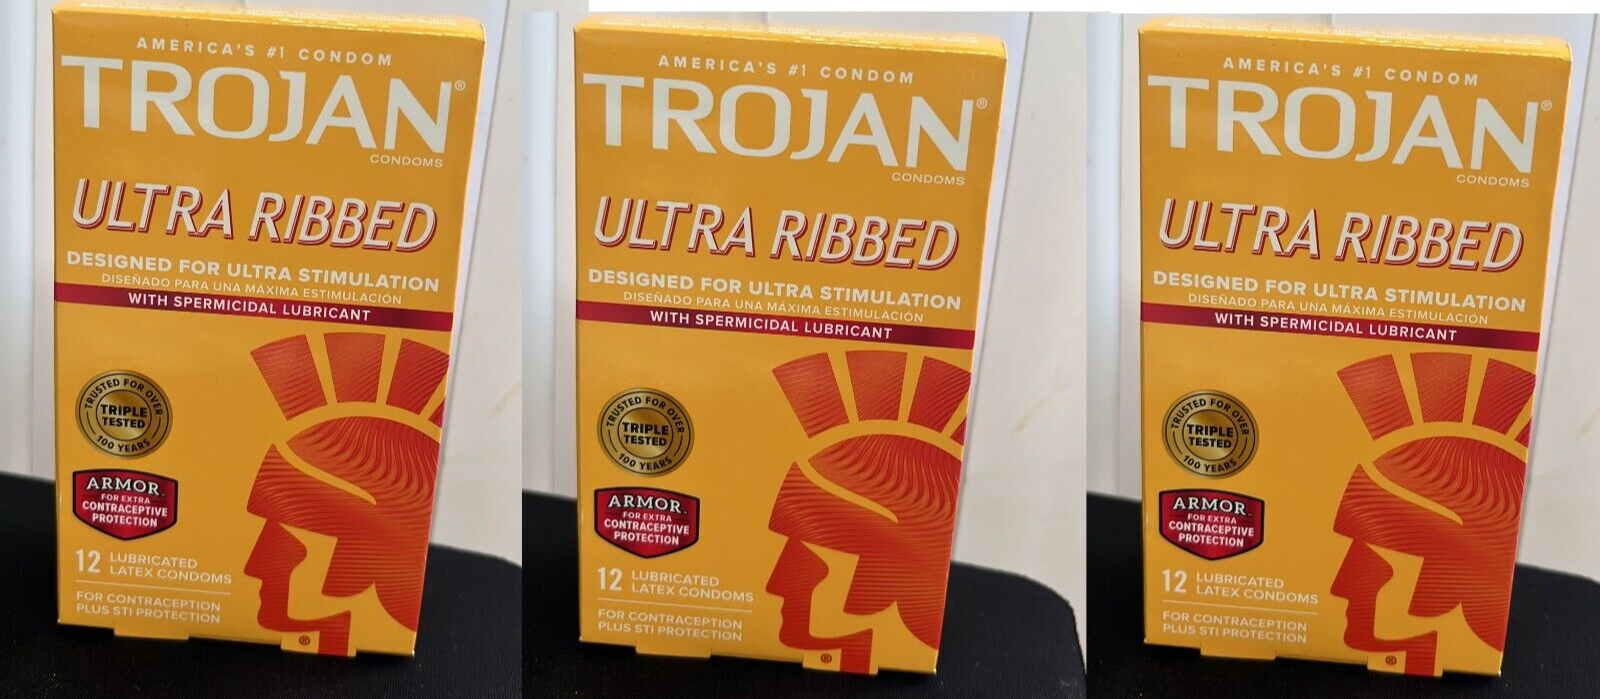 AMERICA'S #1 CONDOM
TROJAN®
CONDOMS
ULTRA RIBBED
DESIGNED FOR ULTRA STIMULATION
DISEÑADO PARA UNA MÁXIMA ESTIMULACIÓN
WITH SPERMICIDAL LUBRICANT
TRUSTED FOR OVER
TRIPLE
TESTED
100 YEARS
ARMOR™
FOR EXTRA
CONTRACEPTIVE
PROTECTION
12 LUBRICATED
LATEX CONDOMS
FOR CONTRACEPTION
PLUS STI PROTECTION
®
AMERICA'S #1 CONDOM
TROJAN®
CONDOMS
ULTRA RIBBED
DESIGNED FOR ULTRA STIMULATION
DISEÑADO PARA UNA MÁXIMA ESTIMULACIÓN
WITH SPERMICIDAL LUBRICANT
TRUSTED FOR OVER
TRIPLE
TESTED
100 YEARS
ARMOR™
FOR EXTRA
CONTRACEPTIVE
PROTECTION
12 LUBRICATED
LATEX CONDOMS
FOR CONTRACEPTION
PLUS STI PROTECTION
®
AMERICA'S #1 CONDOM
TROJAN®
CONDOMS
ULTRA RIBBED
DESIGNED FOR ULTRA STIMULATION
DISEÑADO PARA UNA MÁXIMA ESTIMULACIÓN
WITH SPERMICIDAL LUBRICANT
TRUSTED FOR OVER
TRIPLE
TESTED
100 YEARS
ARMOR™
FOR EXTRA
CONTRACEPTIVE
PROTECTION
12 LUBRICATED
LATEX CONDOMS
FOR CONTRACEPTION
PLUS STI PROTECTION
®